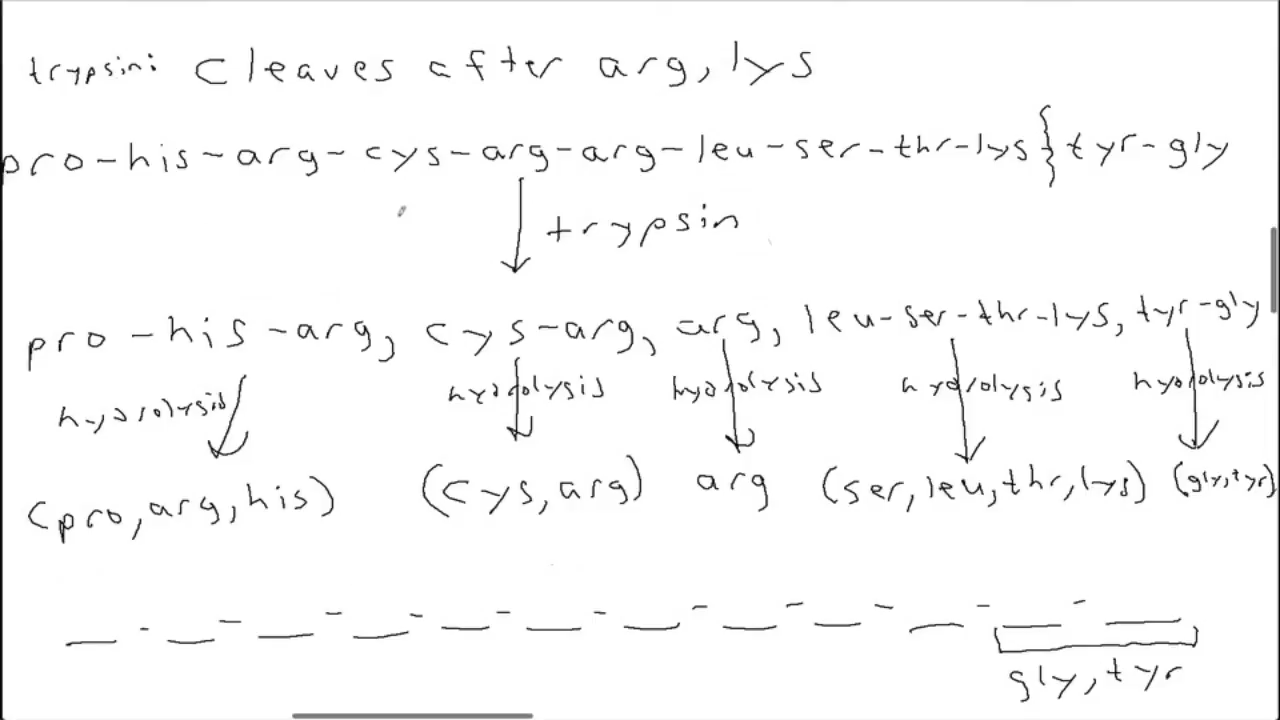 trypsin: cleaves after arg, lys
pro-his-arg-cys-arg-arg-leu-ser-thr-lys } tyr-gly
trypsin
pro-his-arg, cys-arg, arg, leu-ser-thr-lys, tyr-gly
hydrolysis hydrolysis hydrolysis hydrolysis hydrolysis
(pro, arg, his) (cys, arg) arg (ser, leu, thr, lys) (gly, tyr)
gly, tyr